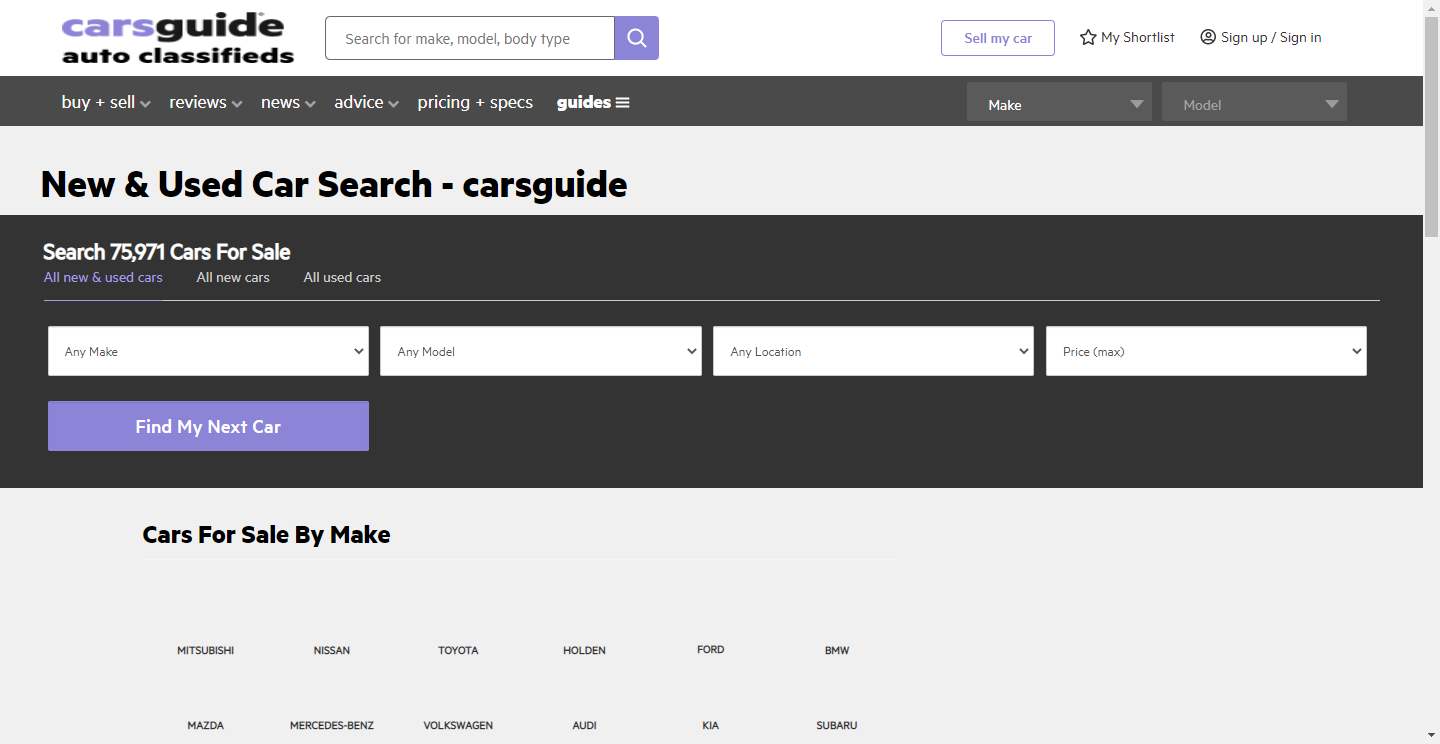 carsguide
auto classifieds
Search for make, model, body type
Sell my car
My Shortlist
Sign up / Sign in
buy + sell
reviews
news
advice
pricing + specs
guides
Make
Model
New & Used Car Search - carsguide
Search 75,971 Cars For Sale
All new & used cars
All new cars
All used cars
Any Make
Any Model
Any Location
Price (max)
Find My Next Car
Cars For Sale By Make
MITSUBISHI
NISSAN
TOYOTA
HOLDEN
FORD
BMW
MAZDA
MERCEDES-BENZ
VOLKSWAGEN
AUDI
KIA
SUBARU